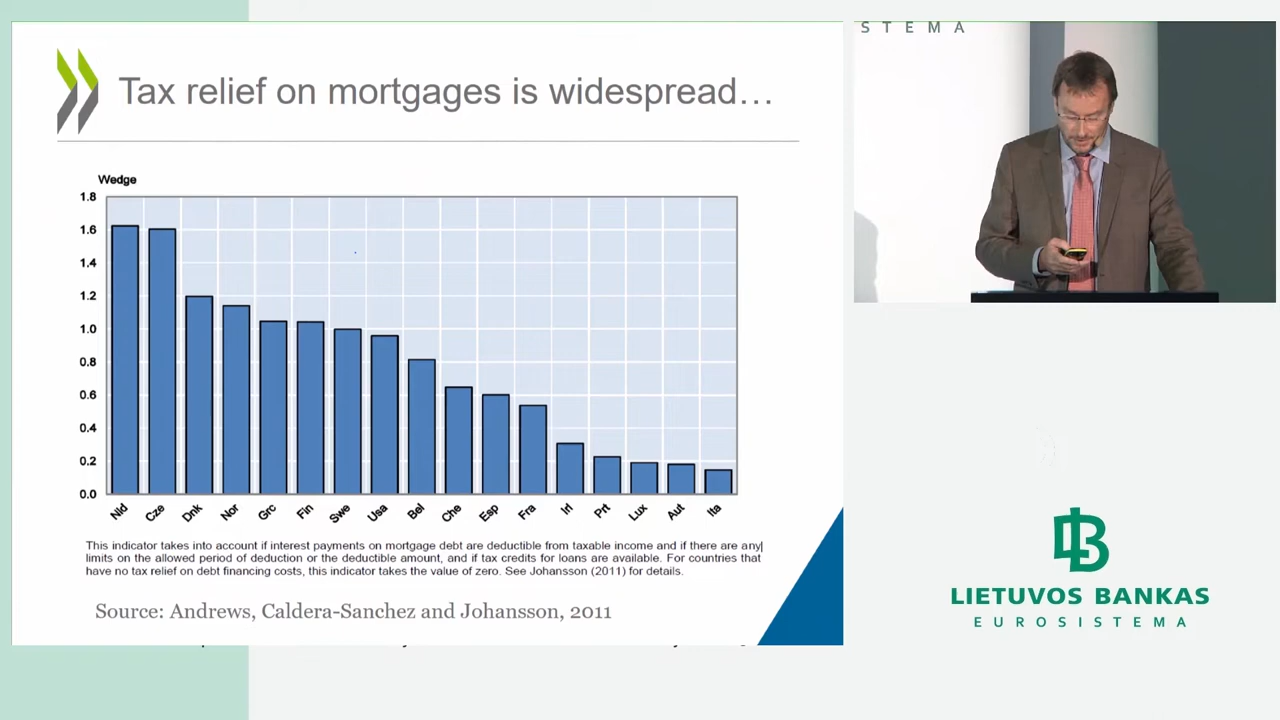 Tax relief on mortgages is widespread…
Wedge
1.8
1.6
1.4
1.2
1.0
0.8
0.6
0.4
0.2
0.0
Nld Cze Dnk Nor Grc Fin Swe Usa Bel Che Esp Fra Irl Prt Lux Aut Ita
This indicator takes into account if interest payments on mortgage debt are deductible from taxable income and if there are any
limits on the allowed period of deduction or the deductible amount, and if tax credits for loans are available. For countries that
have no tax relief on debt financing costs, this indicator takes the value of zero. See Johansson (2011) for details.
Source: Andrews, Caldera-Sanchez and Johansson, 2011
STEMA
LIETUVOS BANKAS
EUROSISTEMA